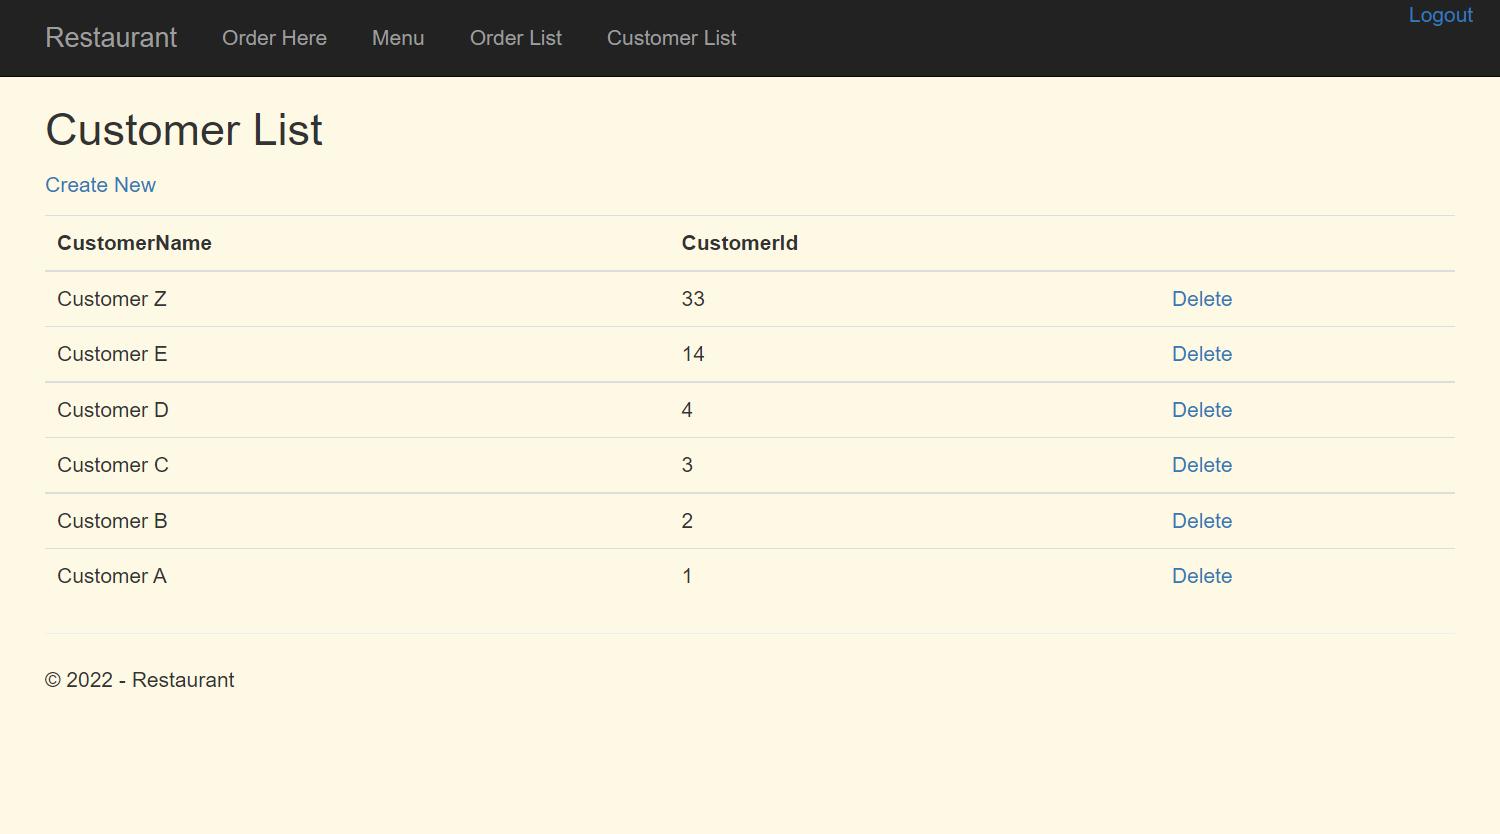 Restaurant Order Here Menu Order List Customer List Logout
Customer List
Create New
CustomerName CustomerId
Customer Z 33 Delete
Customer E 14 Delete
Customer D 4 Delete
Customer C 3 Delete
Customer B 2 Delete
Customer A 1 Delete
© 2022 - Restaurant